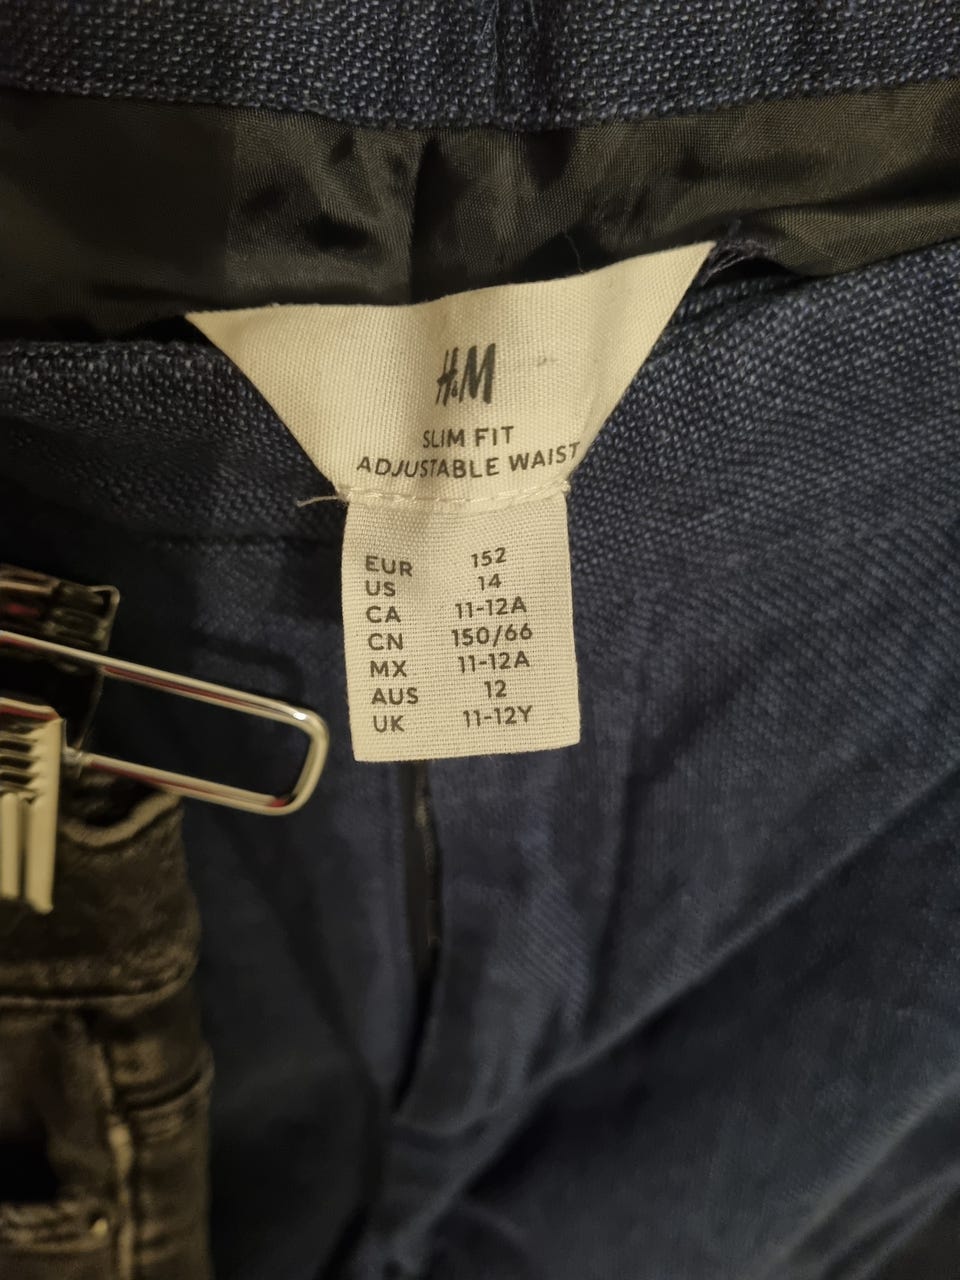 H&M
SLIM FIT
ADJUSTABLE WAIST
EUR 152
US 14
CA 11-12A
CN 150/66
MX 11-12A
AUS 12
UK 11-12Y